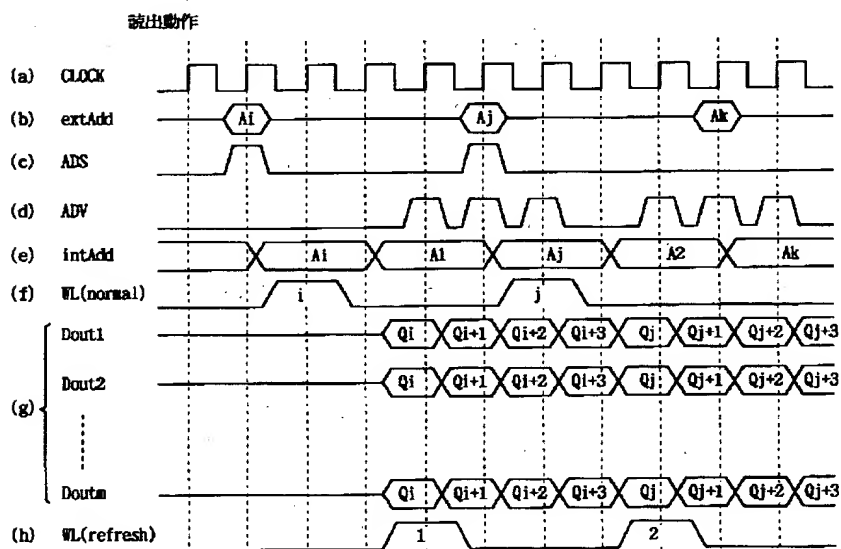 読出動作
(a) CLOCK
(b) extAdd Ai Aj Ak
(c) ADS
(d) ADV
(e) intAdd Ai A1 Aj A2 Ak
(f) WL(normal) i j
(g)
Dout1 Qi Qi+1 Qi+2 Qi+3 Qj Qj+1 Qj+2 Qj+3
Dout2 Qi Qi+1 Qi+2 Qi+3 Qj Qj+1 Qj+2 Qj+3
Doutm Qi Qi+1 Qi+2 Qi+3 Qj Qj+1 Qj+2 Qj+3
(h) WL(refresh) 1 2